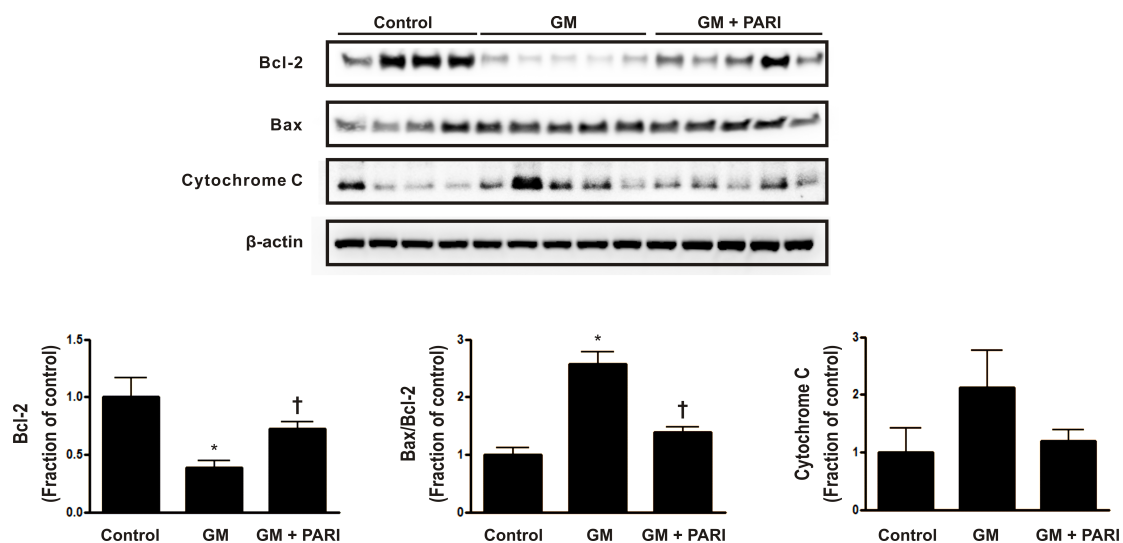 Control GM GM + PARI
Bcl-2
Bax
Cytochrome C
β-actin
Bcl-2
(Fraction of control)
1.5
1.0
0.5
0.0
*
†
Control GM GM + PARI
Bax/Bcl-2
(Fraction of control)
3
2
1
0
*
†
Control GM GM + PARI
Cytochrome C
(Fraction of control)
3
2
1
0
Control GM GM + PARI